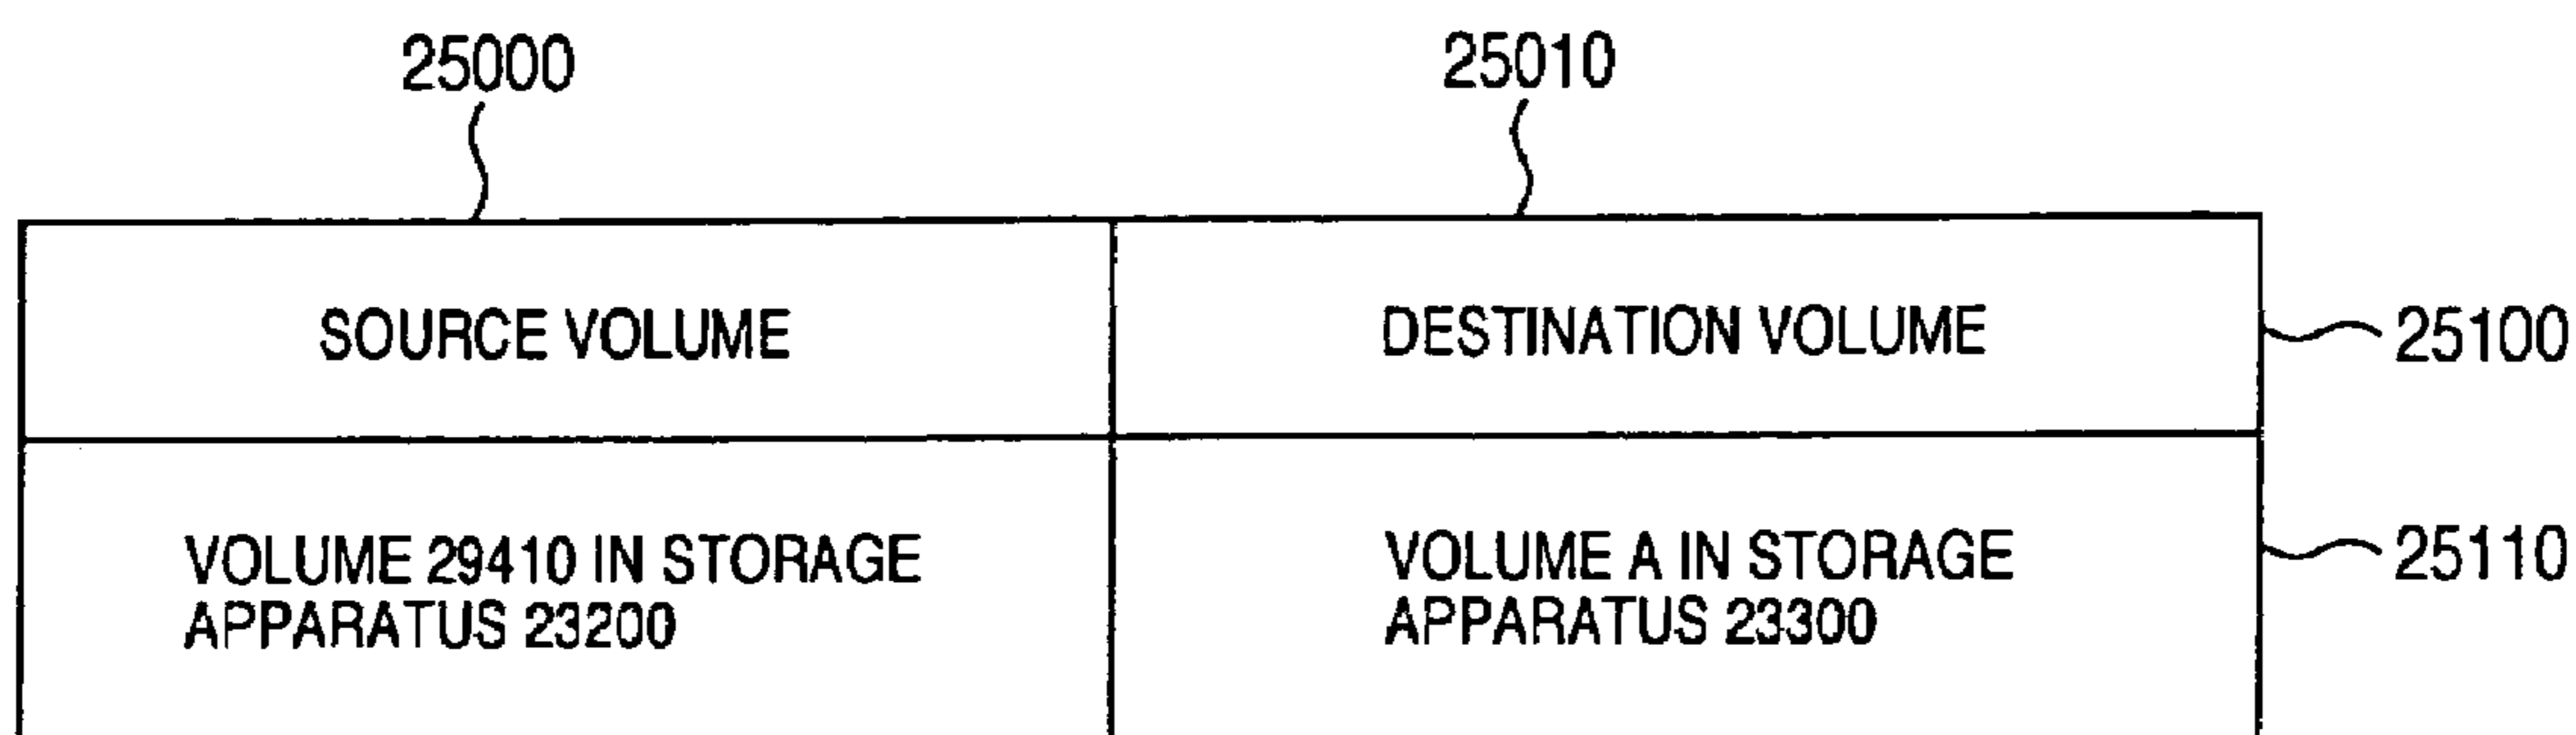 25000
25010
SOURCE VOLUME
DESTINATION VOLUME
25100
VOLUME 29410 IN STORAGE
APPARATUS 23200
VOLUME A IN STORAGE
APPARATUS 23300
25110